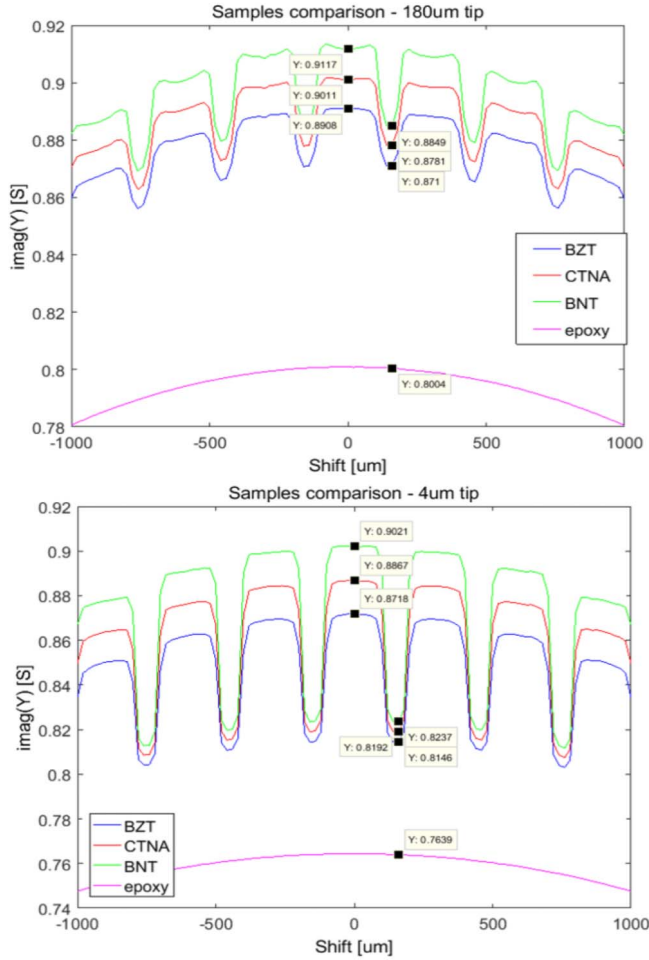 Samples comparison - 180um tip
0.92
0.9
0.88
0.86
0.84
0.82
0.8
0.78
imag(Y) [S]
Y: 0.9117
Y: 0.9011
Y: 0.8908
Y: 0.8849
Y: 0.8781
Y: 0.871
BZT
CTNA
BNT
epoxy
Y: 0.8004
-1000 -500 0 500 1000
Shift [um]
Samples comparison - 4um tip
0.92
0.9
0.88
0.86
0.84
0.82
0.8
0.78
0.76
0.74
imag(Y) [S]
Y: 0.9021
Y: 0.8867
Y: 0.8718
Y: 0.8237
Y: 0.8192
Y: 0.8146
BZT
CTNA
BNT
epoxy
Y: 0.7639
-1000 -500 0 500 1000
Shift [um]